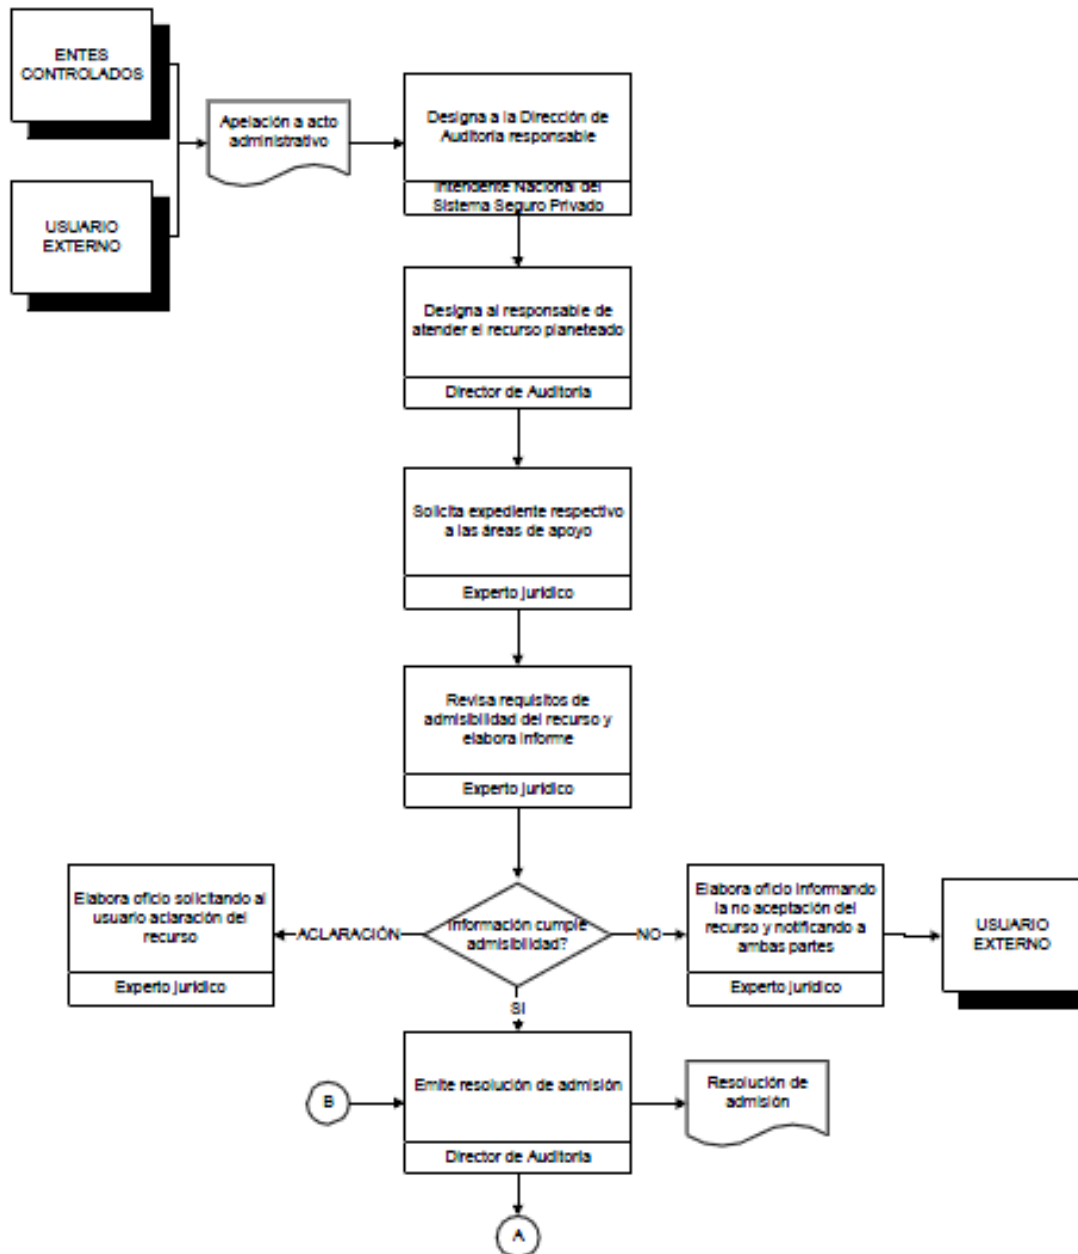 ENTES
CONTROLADOS
Apelación a acto
administrativo
Designa a la Dirección de
Auditoria responsable
Intendente Nacional del
Sistema Seguro Privado
USUARIO
EXTERNO
Designa al responsable de
atender el recurso planeteado
Director de Auditoria
Solicita expediente respectivo
a las áreas de apoyo
Experto jurídico
Revisa requisitos de
admisibilidad del recurso y
elabora informe
Experto jurídico
Elabora oficio solicitando al
usuario aclaración del
recurso
Experto jurídico
ACLARACIÓN
Información cumple
admisibilidad?
NO
Elabora oficio informando
la no aceptación del
recurso y notificando a
ambas partes
Experto jurídico
USUARIO
EXTERNO
SI
B
Emite resolución de admisión
Director de Auditoria
Resolución de
admisión
A